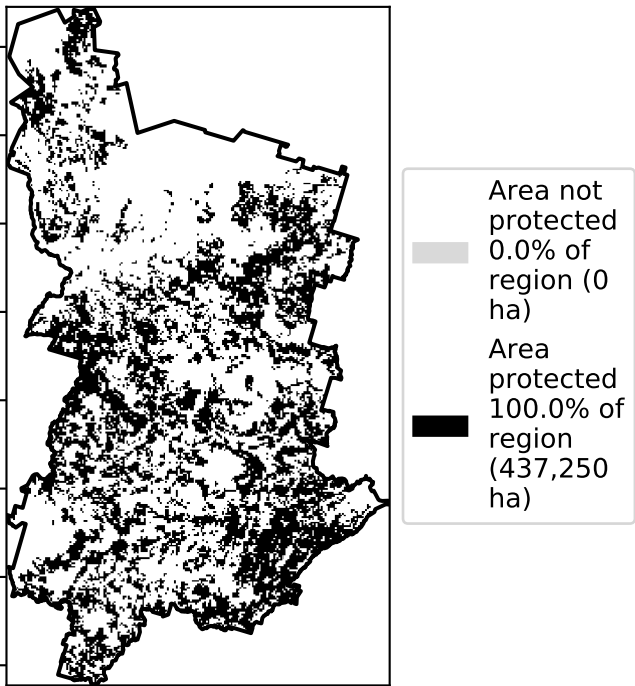 Area not
protected
0.0% of
region (0
ha)
Area
protected
100.0% of
region
(437,250
ha)